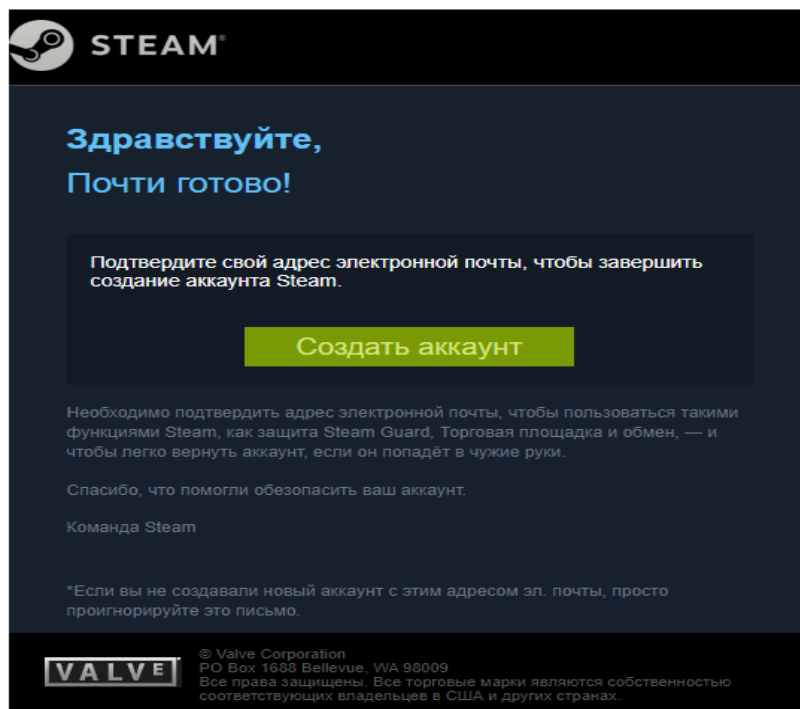 STEAM®
Здравствуйте,
Почти готово!
Подтвердите свой адрес электронной почты, чтобы завершить
создание аккаунта Steam.
Создать аккаунт
Необходимо подтвердить адрес электронной почты, чтобы пользоваться такими
функциями Steam, как защита Steam Guard, Торговая площадка и обмен, — и
чтобы легко вернуть аккаунт, если он попадёт в чужие руки.
Спасибо, что помогли обезопасить ваш аккаунт.
Команда Steam
*Если вы не создавали новый аккаунт с этим адресом эл. почты, просто
проигнорируйте это письмо.
VALVE
© Valve Corporation
PO Box 1688 Bellevue, WA 98009
Все права защищены. Все торговые марки являются собственностью
соответствующих владельцев в США и других странах.